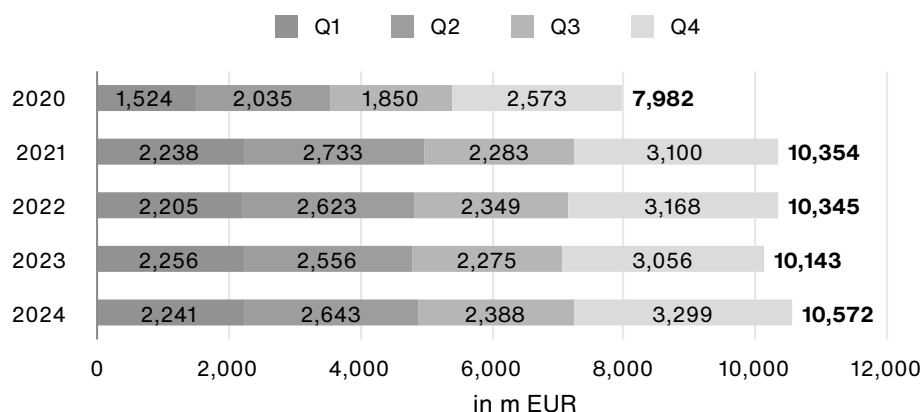 Q1 Q2 Q3 Q4
2020 1,524 2,035 1,850 2,573 7,982
2021 2,238 2,733 2,283 3,100 10,354
2022 2,205 2,623 2,349 3,168 10,345
2023 2,256 2,556 2,275 3,056 10,143
2024 2,241 2,643 2,388 3,299 10,572
0 2,000 4,000 6,000 8,000 10,000 12,000
in m EUR